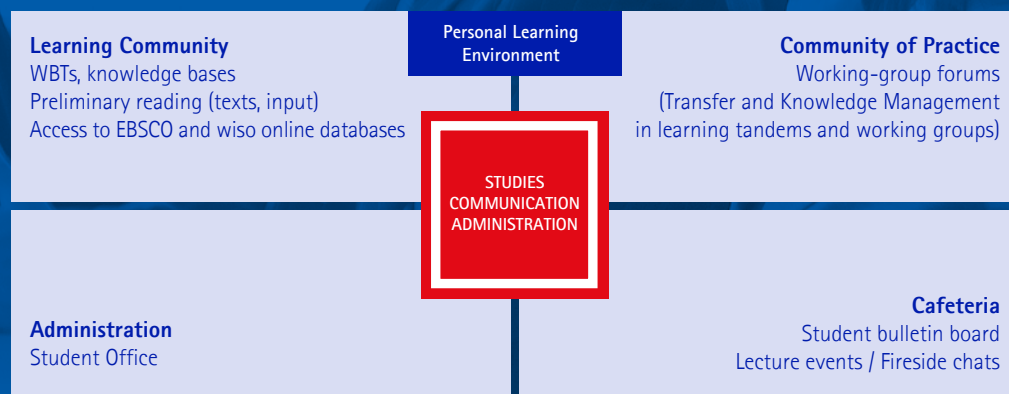 Personal Learning
Environment
Learning Community
WBTs, knowledge bases
Preliminary reading (texts, input)
Access to EBSCO and wiso online databases
Community of Practice
Working-group forums
(Transfer and Knowledge Management
in learning tandems and working groups)
STUDIES
COMMUNICATION
ADMINISTRATION
Administration
Student Office
Cafeteria
Student bulletin board
Lecture events / Fireside chats